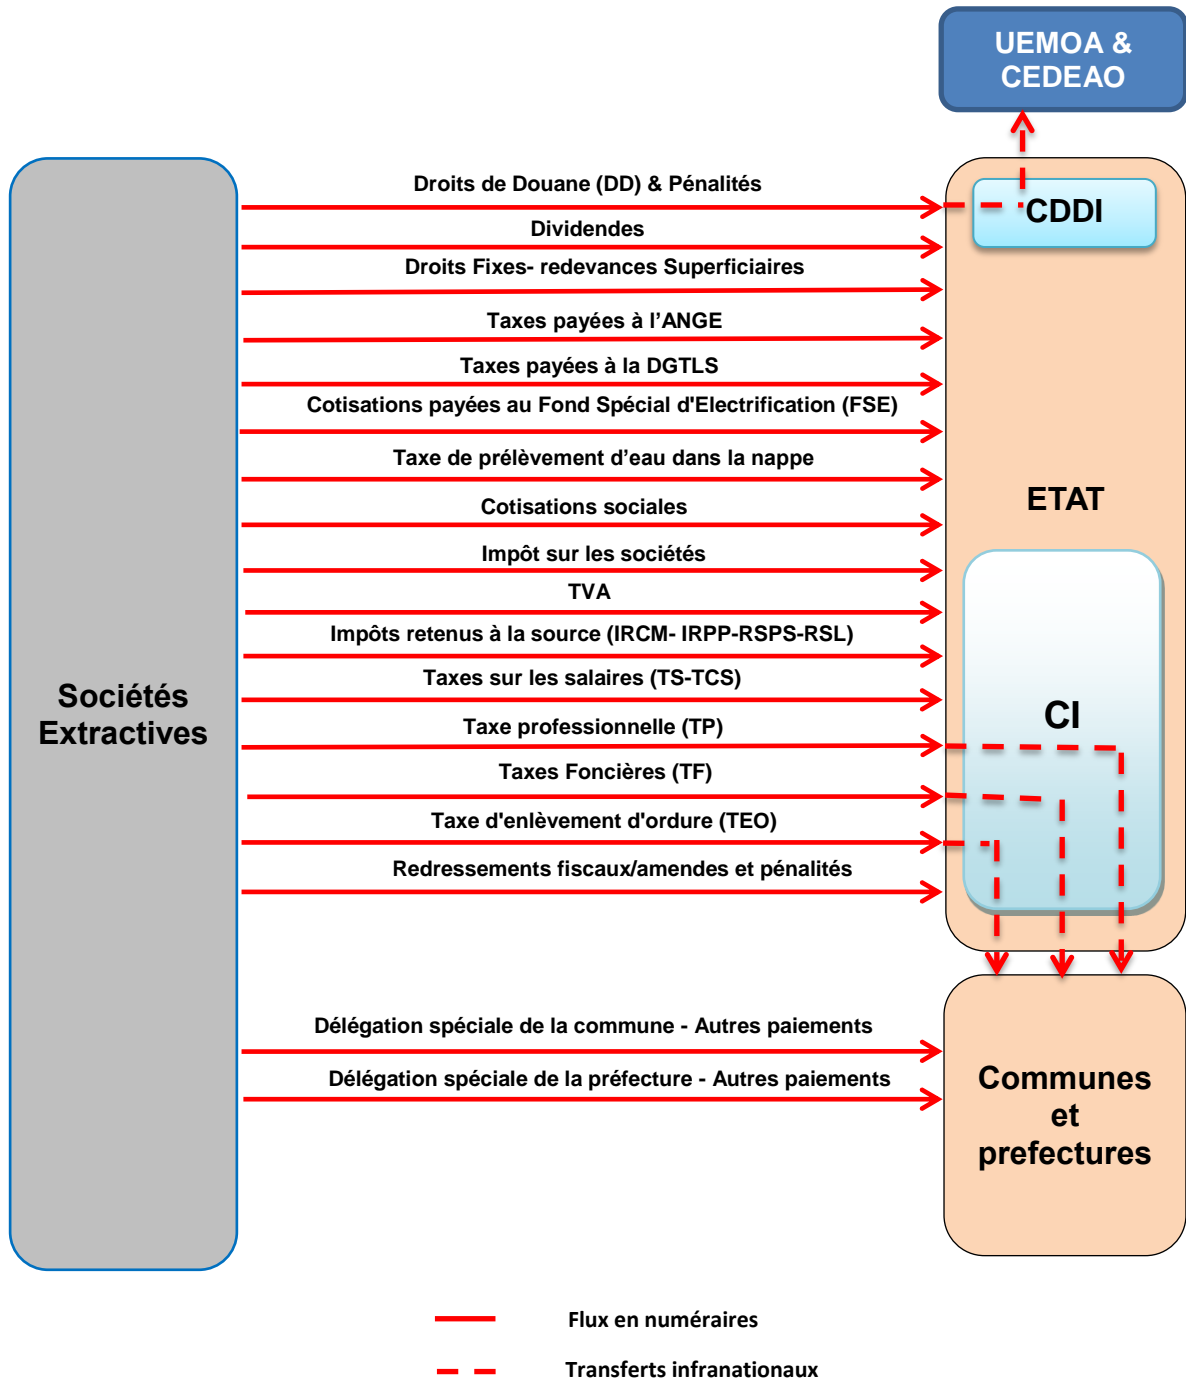 UEMOA &
CEDEAO
Droits de Douane (DD) & Pénalités
CDDI
Dividendes
Droits Fixes- redevances Superficiaires
Taxes payées à l’ANGE
Taxes payées à la DGTLS
Cotisations payées au Fond Spécial d'Electrification (FSE)
Taxe de prélèvement d’eau dans la nappe
ETAT
Cotisations sociales
Impôt sur les sociétés
TVA
Impôts retenus à la source (IRCM- IRPP-RSPS-RSL)
Taxes sur les salaires (TS-TCS)
Sociétés
Extractives
CI
Taxe professionnelle (TP)
Taxes Foncières (TF)
Taxe d'enlèvement d'ordure (TEO)
Redressements fiscaux/amendes et pénalités
Délégation spéciale de la commune - Autres paiements
Délégation spéciale de la préfecture - Autres paiements
Communes
et
prefectures
Flux en numéraires
Transferts infranationaux